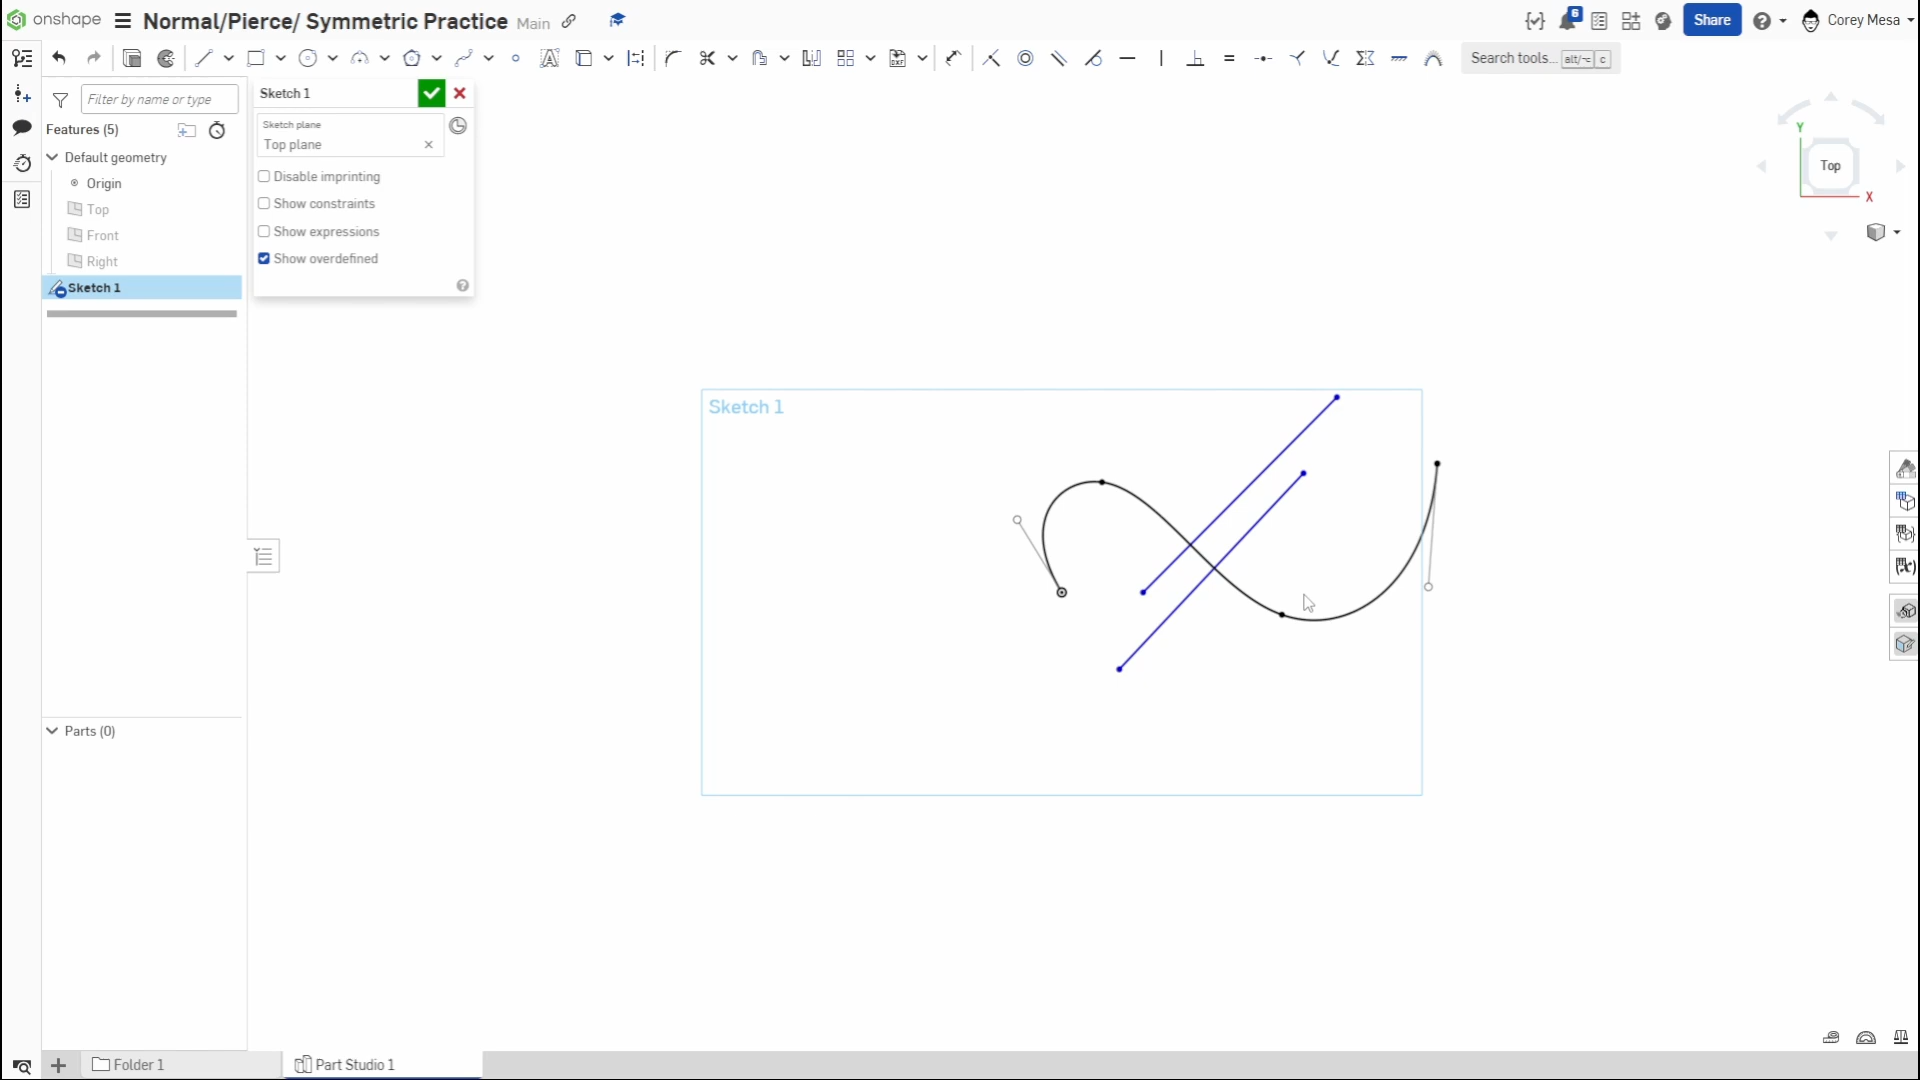 onshape Normal/Pierce/ Symmetric Practice Main 6 Share Corey Mesa
Search tools... alt/⌥ c
Filter by name or type
Features (5)
Default geometry
Origin
Top
Front
Right
Sketch 1
Sketch 1
Sketch plane
Top plane
Disable imprinting
Show constraints
Show expressions
Show overdefined
Y
Top
X
Sketch 1
(x)
Parts (0)
Folder 1
Part Studio 1